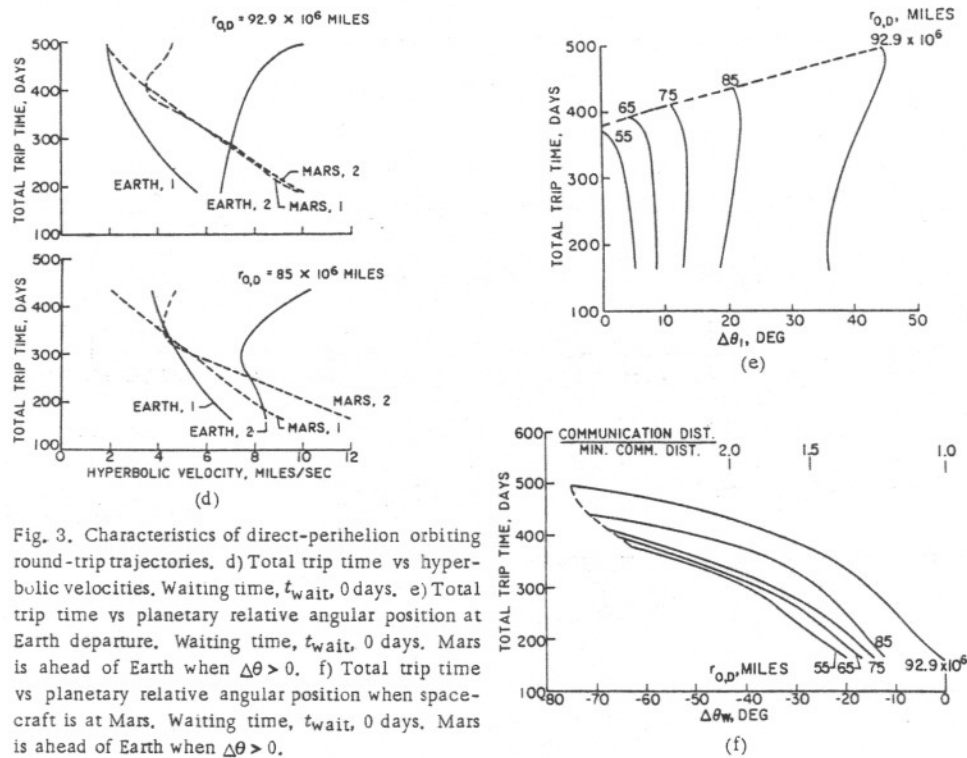 r0,D = 92.9 × 10⁶ MILES
TOTAL TRIP TIME, DAYS
500
400
300
200
100
EARTH, 1
EARTH, 2
MARS, 2
MARS, 1
r0,D = 85 × 10⁶ MILES
TOTAL TRIP TIME, DAYS
500
400
300
200
100
EARTH, 1
EARTH, 2
MARS, 2
MARS, 1
0 2 4 6 8 10 12
HYPERBOLIC VELOCITY, MILES/SEC
(d)
Fig. 3. Characteristics of direct-perihelion orbiting
round-trip trajectories. d) Total trip time vs hyper-
bolic velocities. Waiting time, twait, 0 days. e) Total
trip time vs planetary relative angular position at
Earth departure. Waiting time, twait, 0 days. Mars
is ahead of Earth when Δθ > 0. f) Total trip time
vs planetary relative angular position when space-
craft is at Mars. Waiting time, twait, 0 days. Mars
is ahead of Earth when Δθ > 0.
r0,D, MILES
92.9 x 10⁶
TOTAL TRIP TIME, DAYS
500
400
300
200
100
55
65
75
85
0 10 20 30 40 50
Δθ1, DEG
(e)
COMMUNICATION DIST.
MIN. COMM. DIST.
2.0
1.5
1.0
TOTAL TRIP TIME, DAYS
600
500
400
300
200
100
r0,D, MILES
55 65 75
85
92.9 x10⁶
-80 -70 -60 -50 -40 -30 -20 -10 0
ΔθW, DEG
(f)